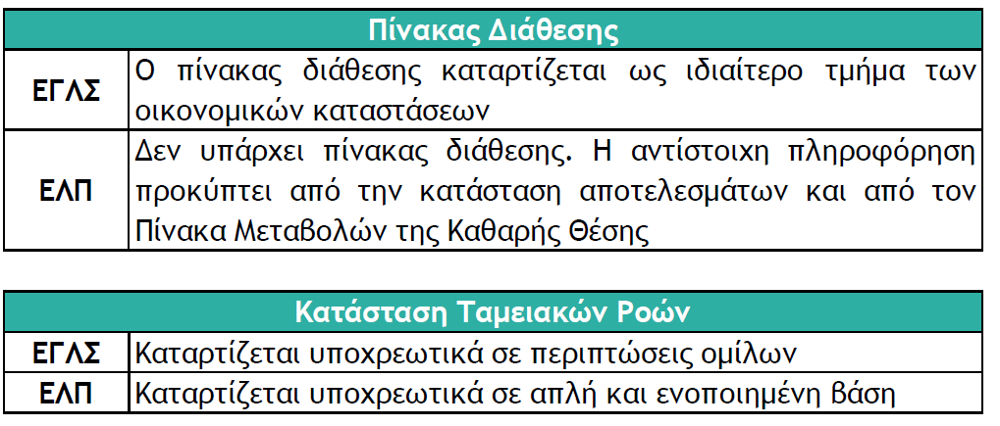 Πίνακας Διάθεσης
ΕΓΛΣ
Ο πίνακας διάθεσης καταρτίζεται ως ιδιαίτερο τμήμα των
οικονομικών καταστάσεων
ΕΛΠ
Δεν υπάρχει πίνακας διάθεσης. Η αντίστοιχη πληροφόρηση
προκύπτει από την κατάσταση αποτελεσμάτων και από τον
Πίνακα Μεταβολών της Καθαρής Θέσης
Κατάσταση Ταμειακών Ροών
ΕΓΛΣ Καταρτίζεται υποχρεωτικά σε περιπτώσεις ομίλων
ΕΛΠ Καταρτίζεται υποχρεωτικά σε απλή και ενοποιημένη βάση